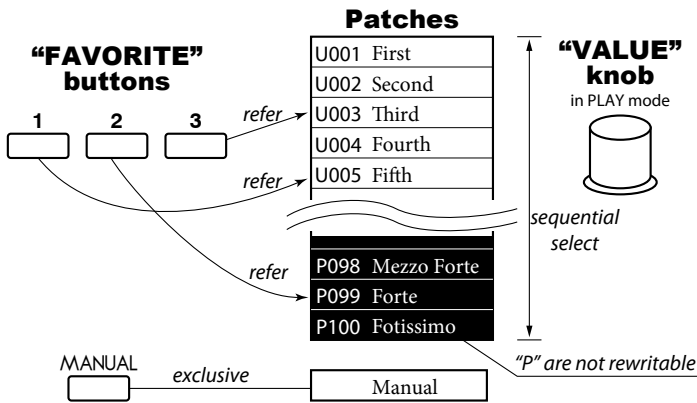 Patches
“FAVORITE”
buttons
1 2 3
refer
refer
refer
U001 First
U002 Second
U003 Third
U004 Fourth
U005 Fifth
P098 Mezzo Forte
P099 Forte
P100 Fotissimo
“VALUE”
knob
in PLAY mode
sequential
select
“P” are not rewritable
MANUAL
exclusive
Manual